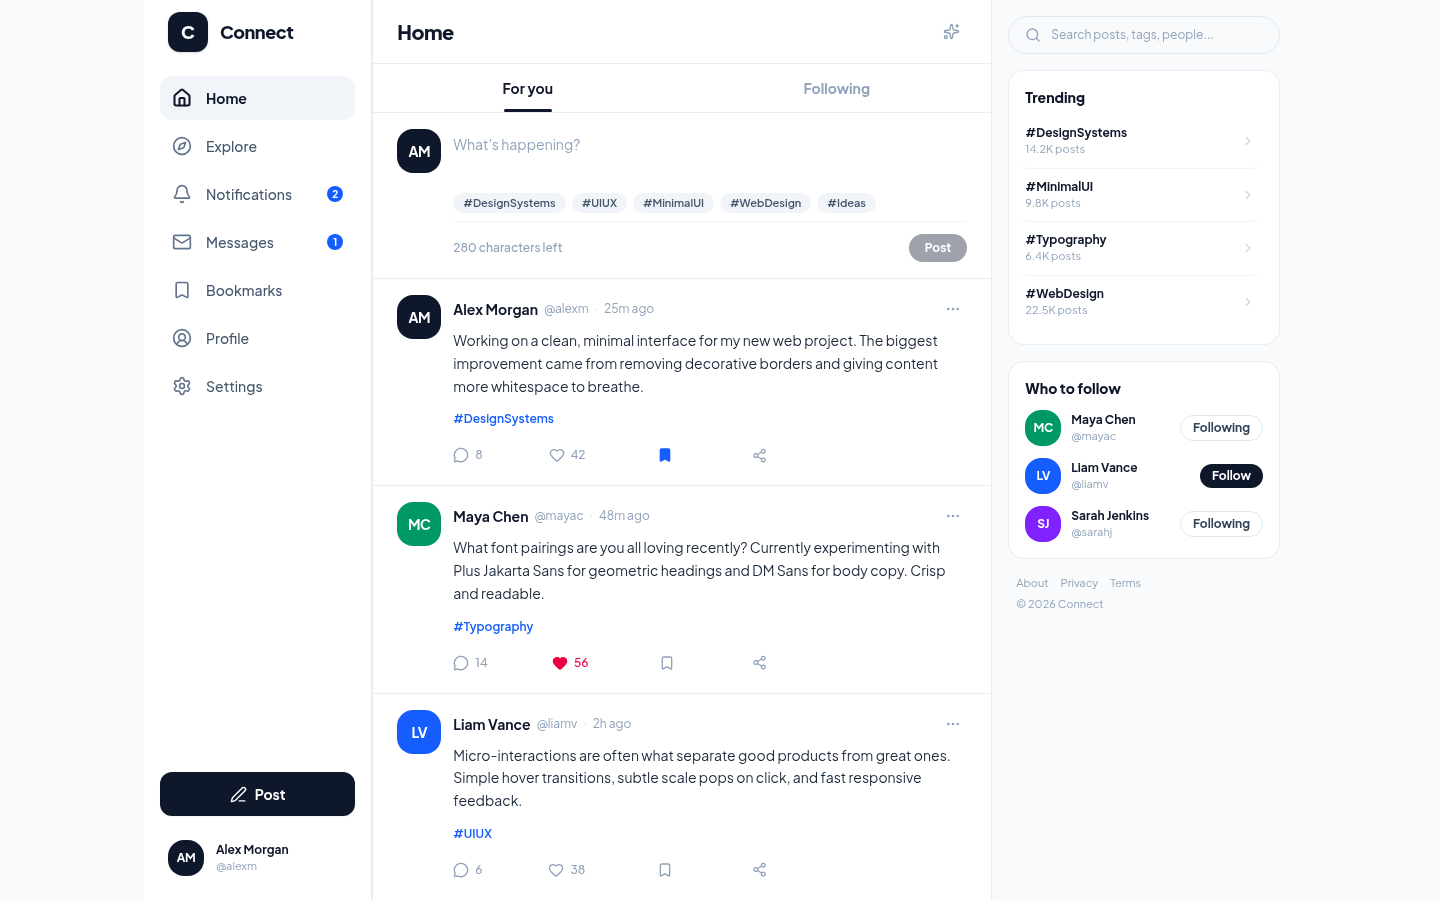 C
Connect
Home
Explore
Notifications
2
Messages
1
Bookmarks
Profile
Settings
Post
AM
Alex Morgan
@alexm
Home
For you
Following
AM
What's happening?
#DesignSystems
#UIUX
#MinimalUI
#WebDesign
#Ideas
280 characters left
Post
AM
Alex Morgan @alexm · 25m ago
Working on a clean, minimal interface for my new web project. The biggest
improvement came from removing decorative borders and giving content
more whitespace to breathe.
#DesignSystems
8
42
MC
Maya Chen @mayac · 48m ago
What font pairings are you all loving recently? Currently experimenting with
Plus Jakarta Sans for geometric headings and DM Sans for body copy. Crisp
and readable.
#Typography
14
56
LV
Liam Vance @liamv · 2h ago
Micro-interactions are often what separate good products from great ones.
Simple hover transitions, subtle scale pops on click, and fast responsive
feedback.
#UIUX
6
38
Search posts, tags, people...
Trending
#DesignSystems
14.2K posts
#MinimalUI
9.8K posts
#Typography
6.4K posts
#WebDesign
22.5K posts
Who to follow
MC
Maya Chen
@mayac
Following
LV
Liam Vance
@liamv
Follow
SJ
Sarah Jenkins
@sarahj
Following
About Privacy Terms
© 2026 Connect